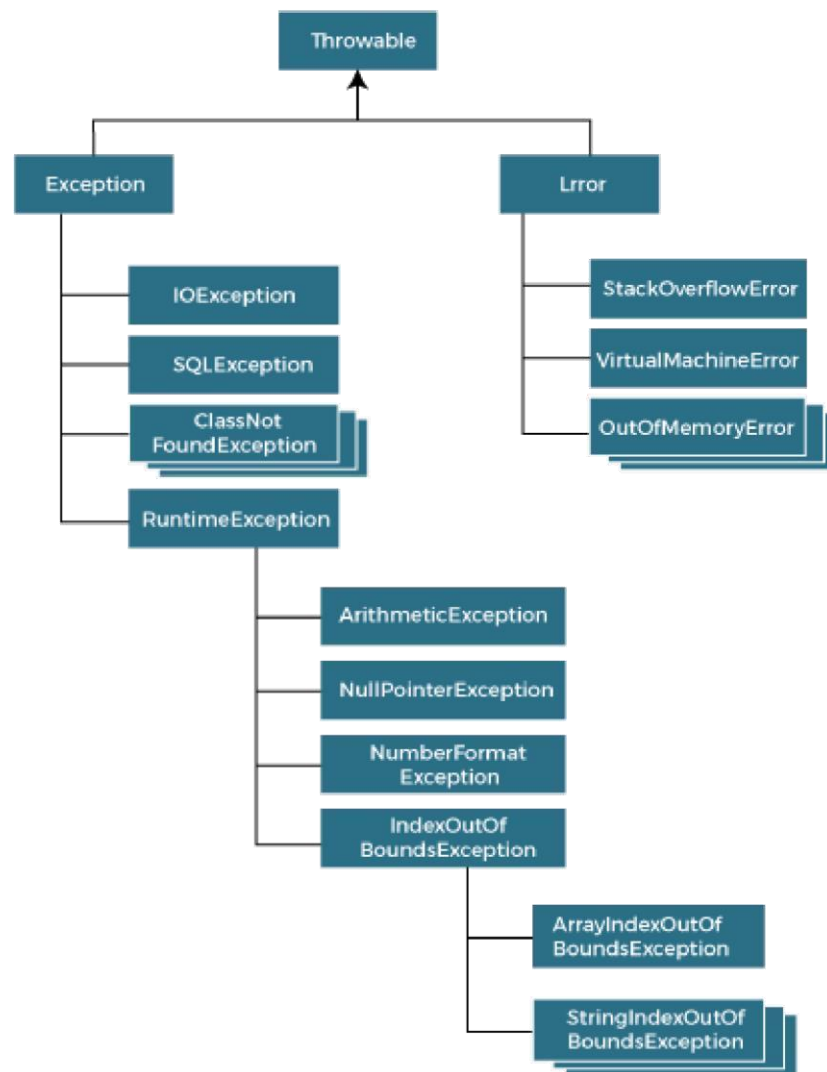 Throwable
Exception
Lrror
IOException
StackOverflowError
SQLException
VirtualMachineError
ClassNot
FoundException
OutOfMemoryError
RuntimeException
ArithmeticException
NullPointerException
NumberFormat
Exception
IndexOutOf
BoundsException
ArrayIndexOutOf
BoundsException
StringIndexOutOf
BoundsException